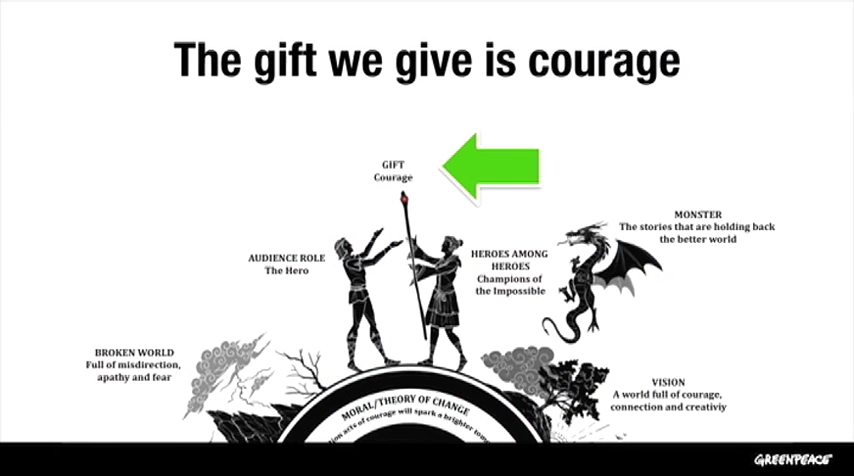 The gift we give is courage
GIFT
Courage
MONSTER
The stories that are holding back
the better world
AUDIENCE ROLE
The Hero
HEROES AMONG
HEROES
Champions of
the Impossible
BROKEN WORLD
Full of misdirection,
apathy and fear
VISION
A world full of courage,
connection and creativiy
MORAL/THEORY OF CHANGE
acts of courage will spark a brighter
GREENPEACE